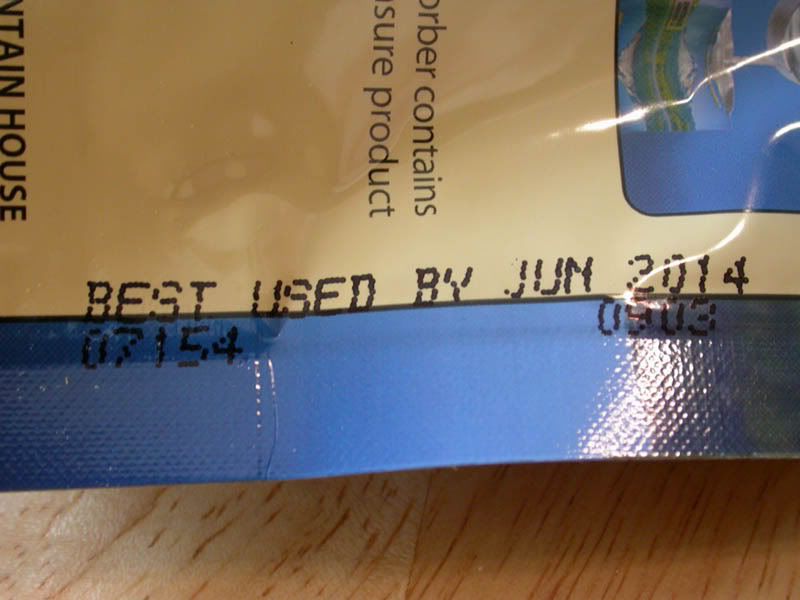 NTAIN HOUSE
orber contains
sure product
BEST USED BY JUN 2014
07154 0903